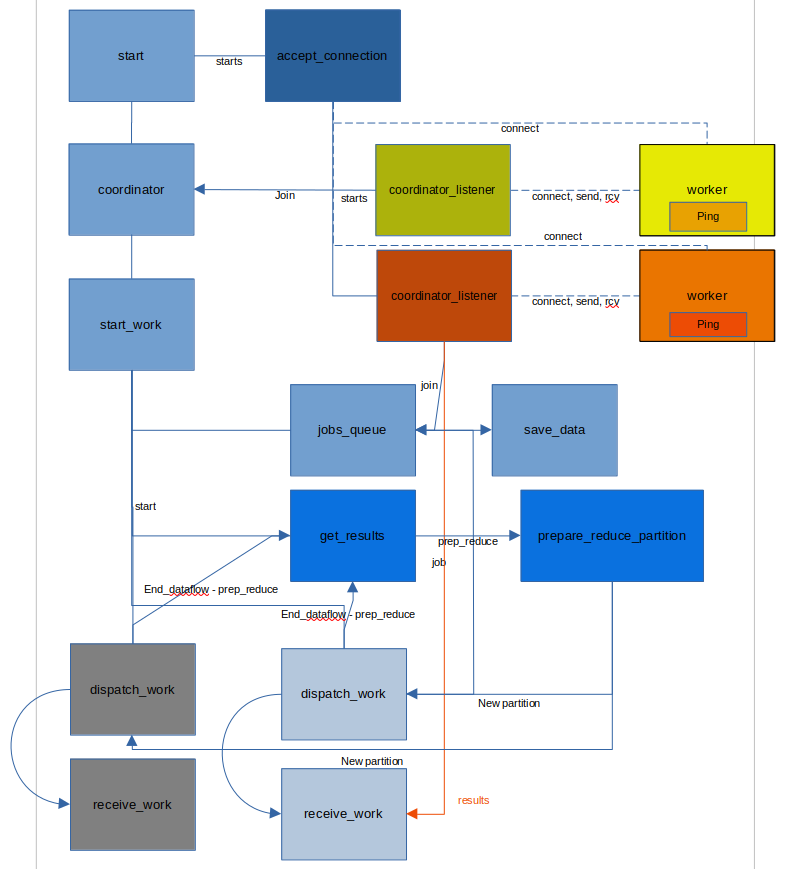 start
starts
accept_connection
connect
coordinator
Join
starts
coordinator_listener
connect, send, rcy
worker
Ping
connect
start_work
coordinator_listener
connect, send, rcy
worker
Ping
join
jobs_queue
save_data
start
get_results
prep_reduce
prepare_reduce_partition
job
End_dataflow - prep_reduce
End_dataflow - prep_reduce
dispatch_work
dispatch_work
New partition
New partition
receive_work
receive_work
results